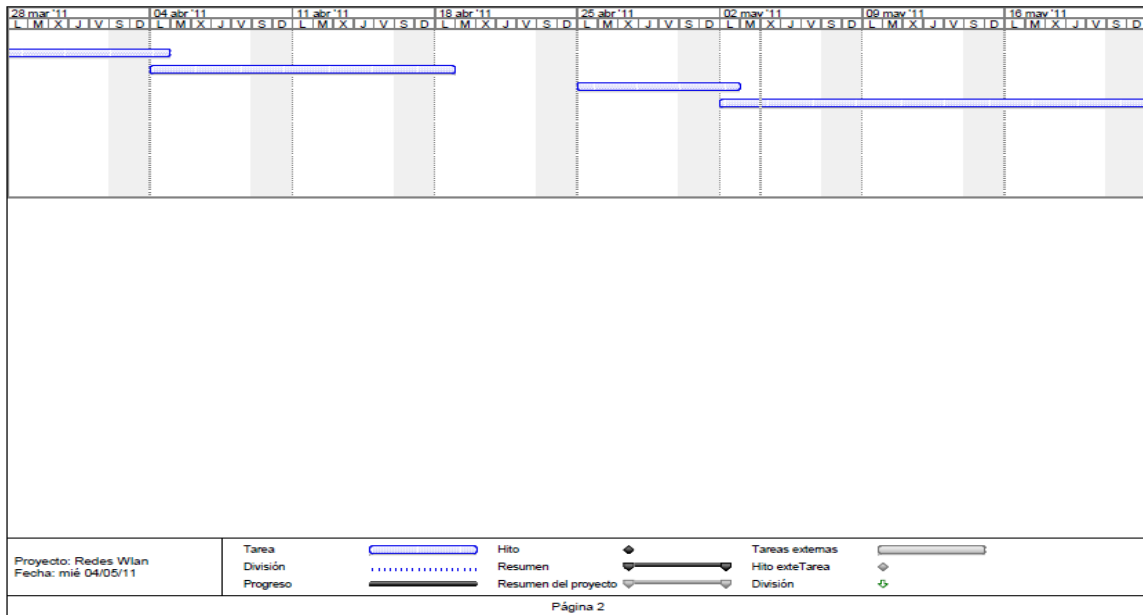 28 mar '11 04 abr '11 11 abr '11 18 abr '11 25 abr '11 02 may '11 09 may '11 16 may '11
L M X J V S D L M X J V S D L M X J V S D L M X J V S D L M X J V S D L M X J V S D L M X J V S D L M X J V S D
Proyecto: Redes Wlan
Fecha: mié 04/05/11
Tarea Hito Tareas externas
División Resumen Hito exteTarea
Progreso Resumen del proyecto División
Página 2